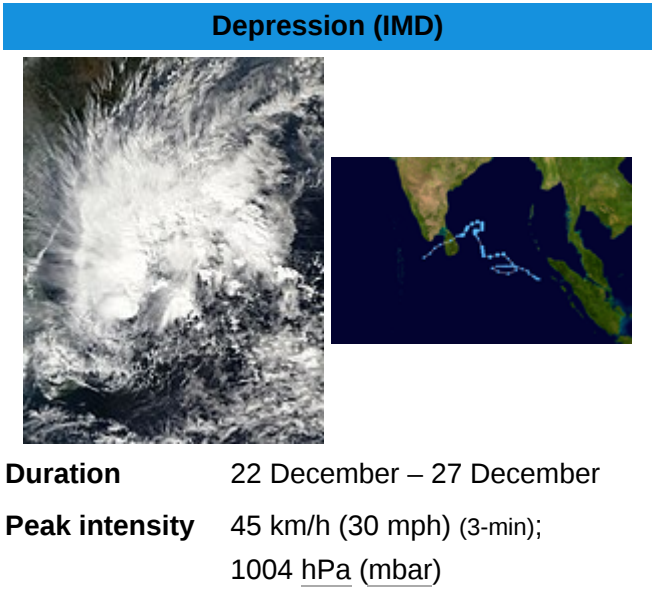 Depression (IMD)
Duration 22 December – 27 December
Peak intensity 45 km/h (30 mph) (3-min);
1004 hPa (mbar)